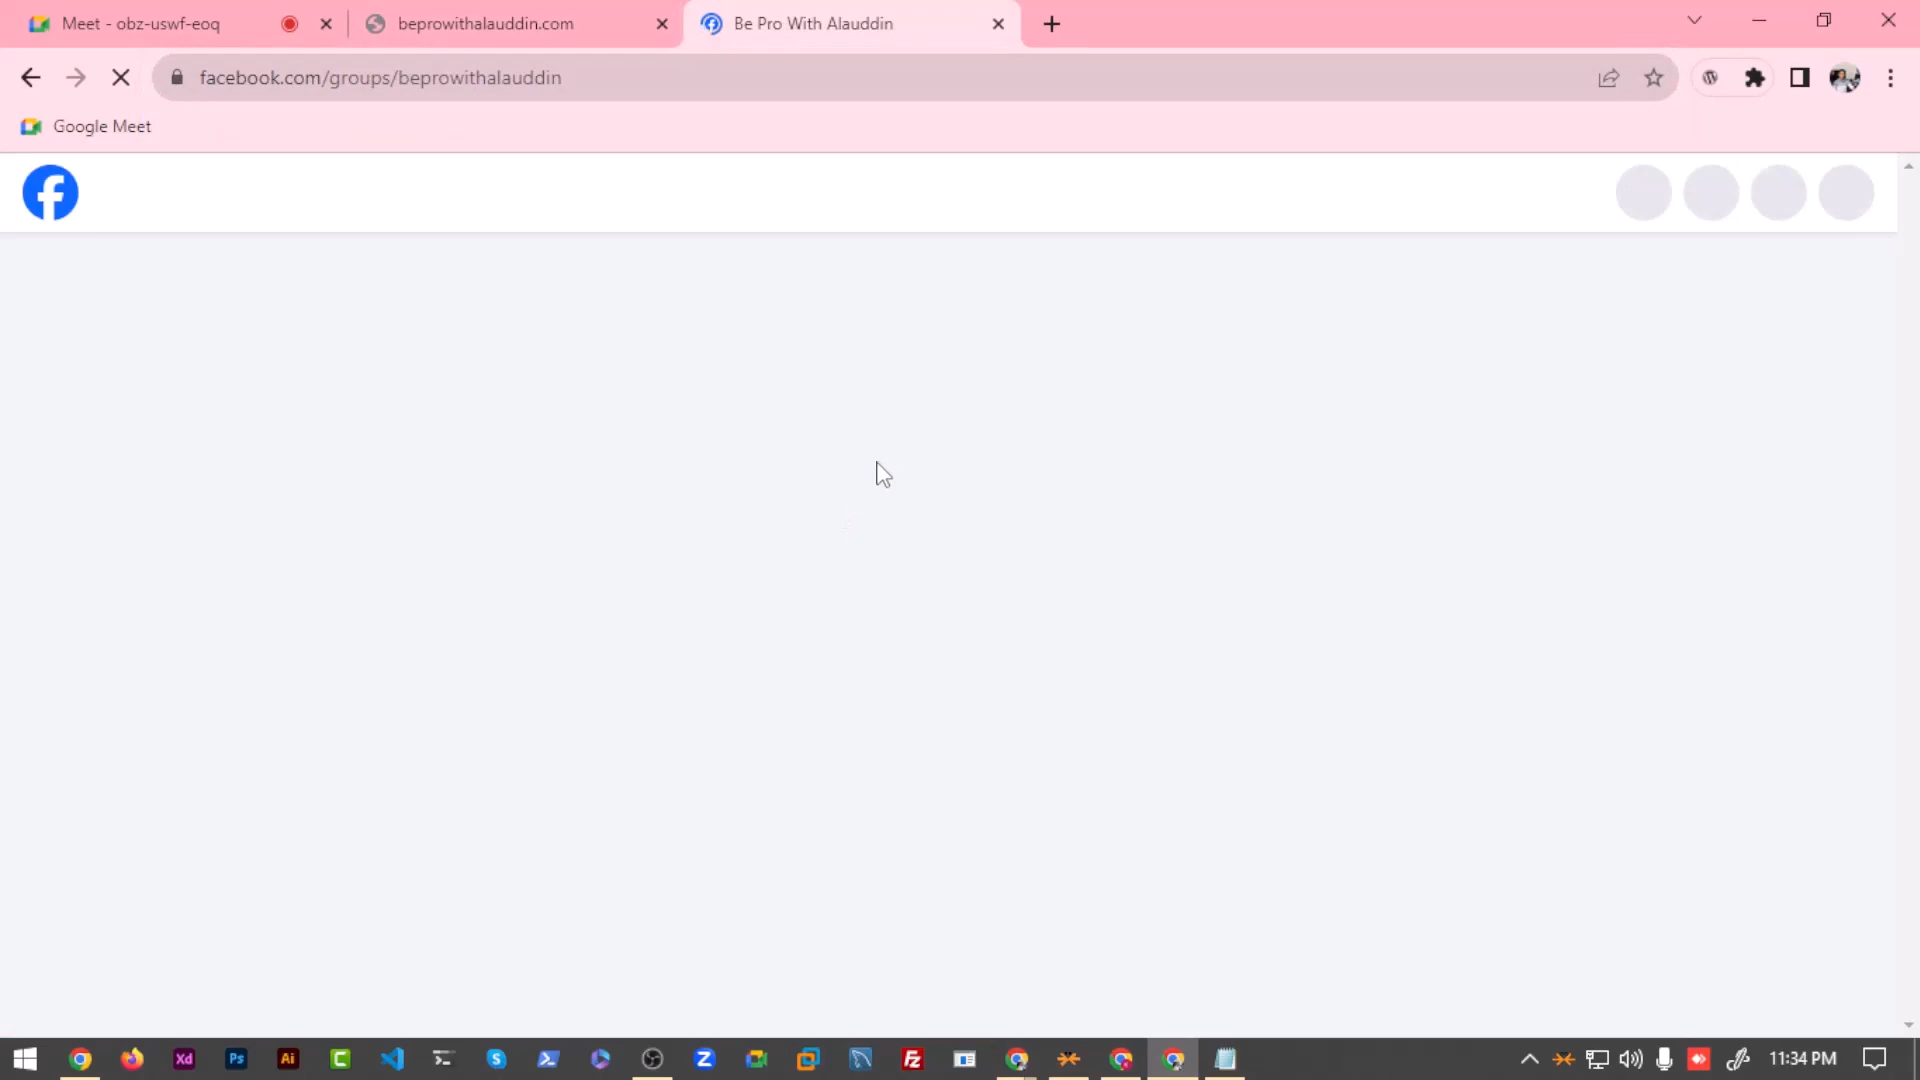 Meet - obz-uswf-eoq
beprowithalauddin.com
Be Pro With Alauddin
facebook.com/groups/beprowithalauddin
Google Meet
Xd
Ps
Ai
11:34 PM